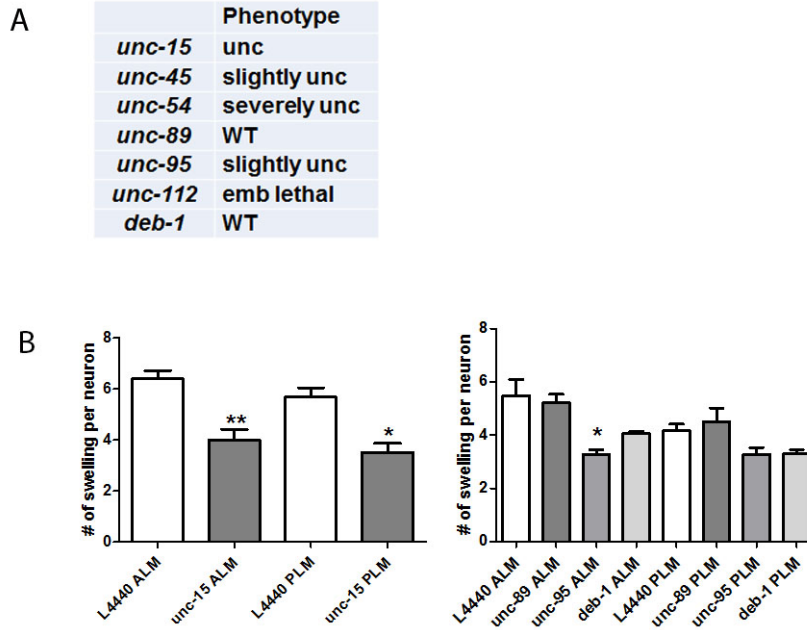 A
Phenotype
unc-15 unc
unc-45 slightly unc
unc-54 severely unc
unc-89 WT
unc-95 slightly unc
unc-112 emb lethal
deb-1 WT
B
# of swelling per neuron
8
6
4
2
0
**
*
L4440 ALM
unc-15 ALM
L4440 PLM
unc-15 PLM
# of swelling per neuron
8
6
4
2
0
*
L4440 ALM
unc-89 ALM
unc-95 ALM
deb-1 ALM
L4440 PLM
unc-89 PLM
unc-95 PLM
deb-1 PLM